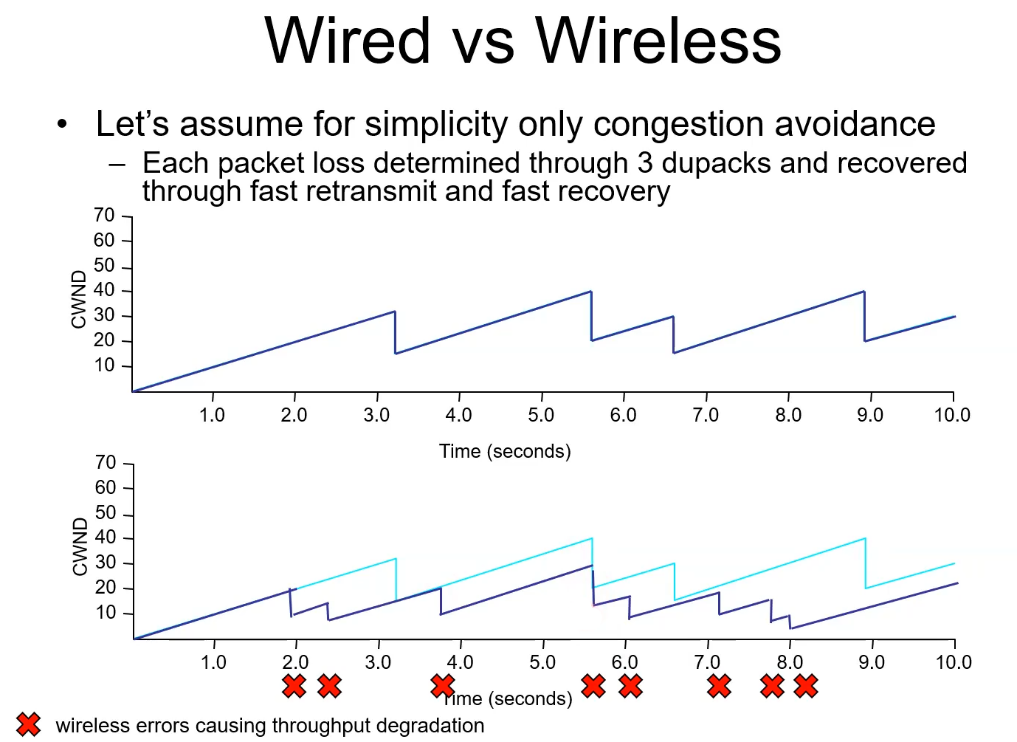 Wired vs Wireless
• Let's assume for simplicity only congestion avoidance
– Each packet loss determined through 3 dupacks and recovered
through fast retransmit and fast recovery
70
60
50
40
30
20
10
CWND
1.0 2.0 3.0 4.0 5.0 6.0 7.0 8.0 9.0 10.0
Time (seconds)
70
60
50
40
30
20
10
CWND
1.0 2.0 3.0 4.0 5.0 6.0 7.0 8.0 9.0 10.0
Time (seconds)
wireless errors causing throughput degradation